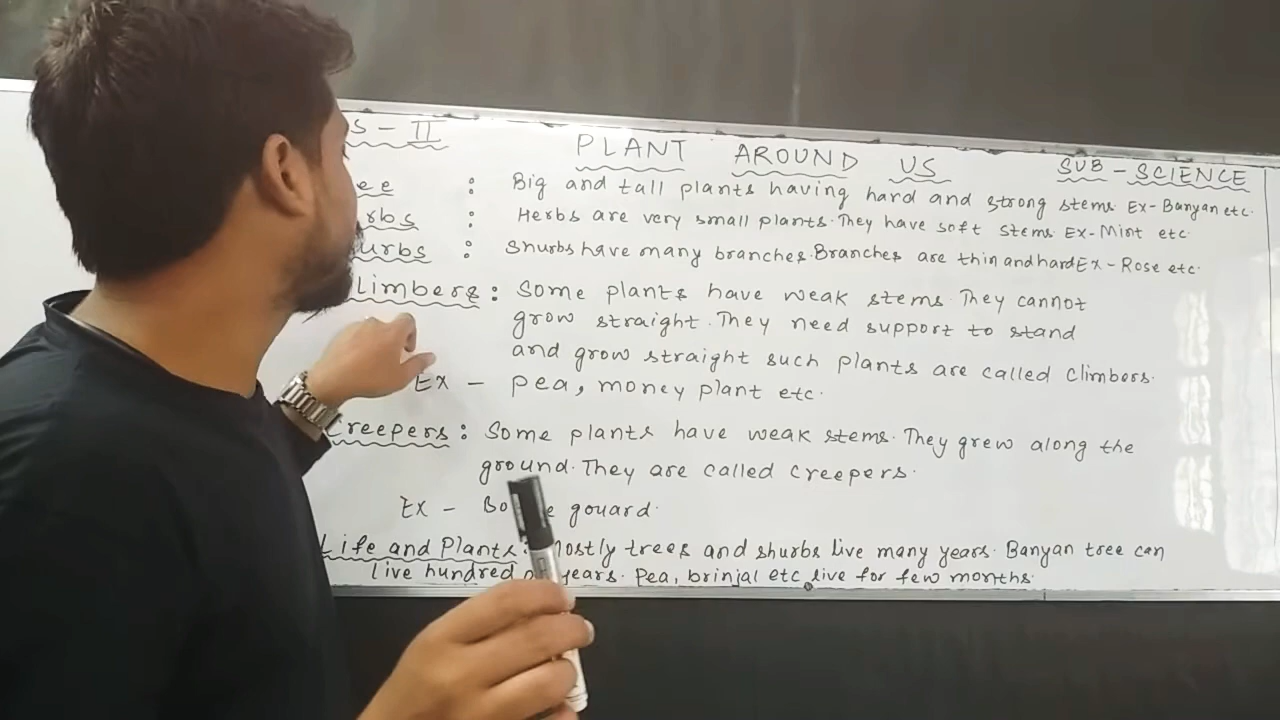 S - II PLANT AROUND US SUB - SCIENCE
ee : Big and tall plants having hard and strong stems Ex - Banyan etc.
rbs : Herbs are very small plants. They have soft stems Ex - Mint etc.
urbs : Shurbs have many branches. Branches are thin and hard Ex - Rose etc.
limbers : Some plants have weak stems. They cannot
grow straight. They need support to stand
and grow straight such plants are called climbers.
Ex - pea, money plant etc.
Creepers : Some plants have weak stems. They grew along the
ground. They are called creepers.
Ex - Bo e gouard.
Life and Plants : Mostly trees and shurbs live many years. Banyan tree can
live hundred years. Pea, brinjal etc live for few months.